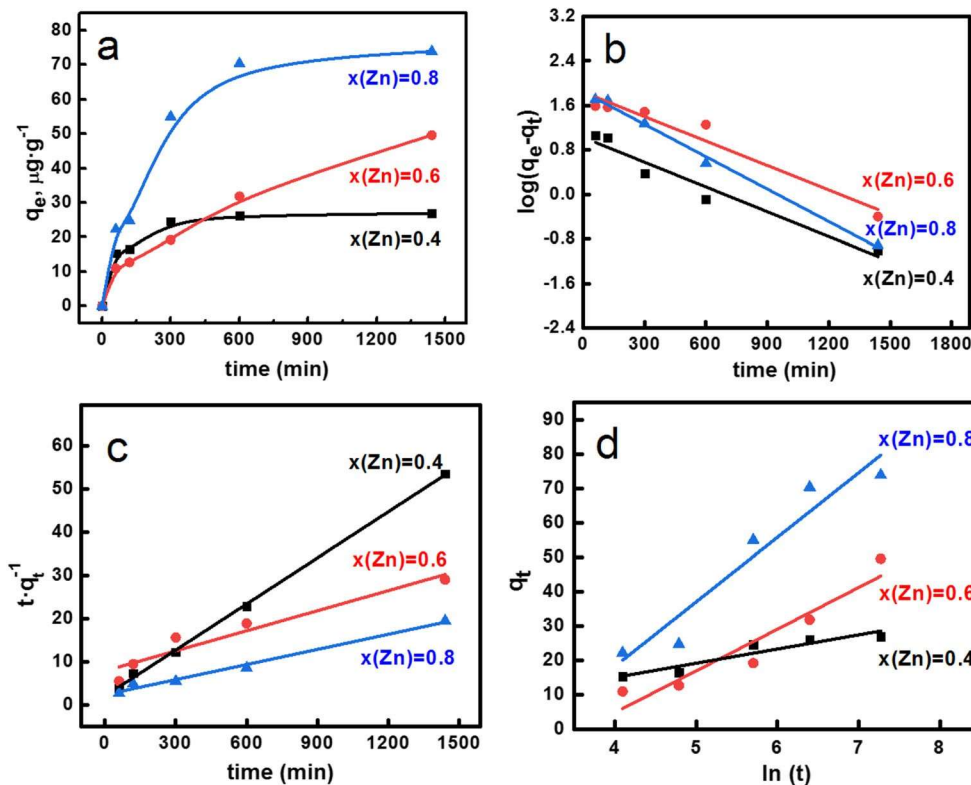 a
q_e, μg·g⁻¹
80
70
60
50
40
30
20
10
0
x(Zn)=0.8
x(Zn)=0.6
x(Zn)=0.4
0 300 600 900 1200 1500
time (min)
b
log(q_e-q_t)
3.2
2.4
1.6
0.8
0.0
-0.8
-1.6
-2.4
x(Zn)=0.6
x(Zn)=0.8
x(Zn)=0.4
0 300 600 900 1200 1500 1800
time (min)
c
t·q_t⁻¹
60
50
40
30
20
10
0
x(Zn)=0.4
x(Zn)=0.6
x(Zn)=0.8
0 300 600 900 1200 1500
time (min)
d
q_t
90
80
70
60
50
40
30
20
10
0
x(Zn)=0.8
x(Zn)=0.6
x(Zn)=0.4
4 5 6 7 8
ln (t)